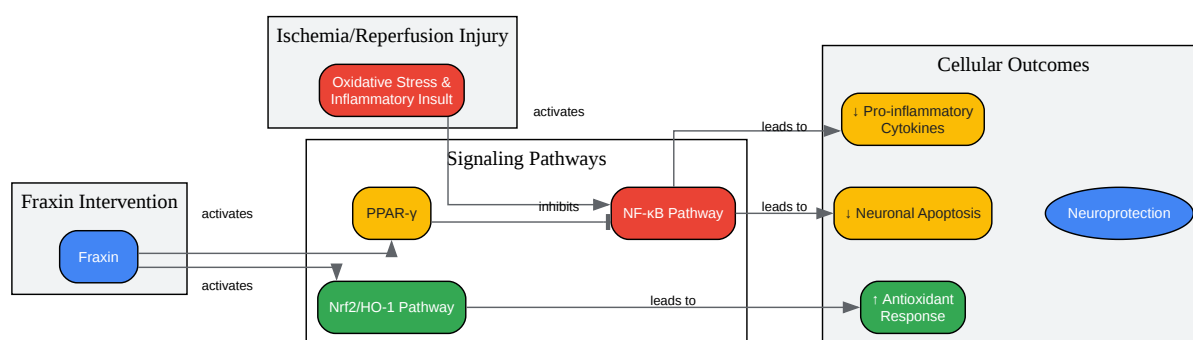 Ischemia/Reperfusion Injury
Oxidative Stress &
Inflammatory Insult
activates
Cellular Outcomes
↓ Pro-inflammatory
Cytokines
leads to
Signaling Pathways
Fraxin Intervention
activates
PPAR-γ
inhibits
NF-κB Pathway
leads to
↓ Neuronal Apoptosis
Neuroprotection
Fraxin
activates
Nrf2/HO-1 Pathway
leads to
↑ Antioxidant
Response